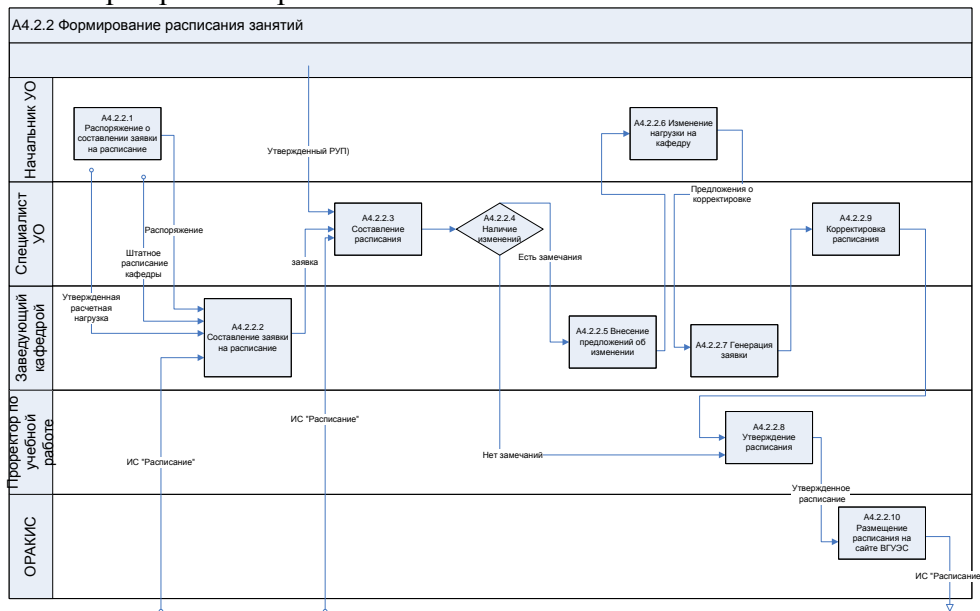 А4.2.2 Формирование расписания занятий
Начальник УО
А4.2.2.1
Распоряжение о
составлении заявки
на расписание
Утвержденный РУП)
А4.2.2.6 Изменение
нагрузки на
кафедру
Предложения о
корректировке
Специалист
УО
Распоряжение
Штатное
расписание
кафедры
заявка
А4.2.2.3
Составление
расписания
А4.2.2.4
Наличие
изменений
Есть замечания
А4.2.2.9
Корректировка
расписания
Заведующий
кафедрой
Утвержденная
расчетная
нагрузка
А4.2.2.2
Составление заявки
на расписание
А4.2.2.5 Внесение
предложений об
изменении
А4.2.2.7 Генерация
заявки
Проректор по
учебной
работе
ИС "Расписание"
ИС "Расписание"
Нет замечаний
А4.2.2.8
Утверждение
расписания
Утвержденное
расписание
ОРАКИС
А4.2.2.10
Размещение
расписания на
сайте ВГУЭС
ИС "Расписание